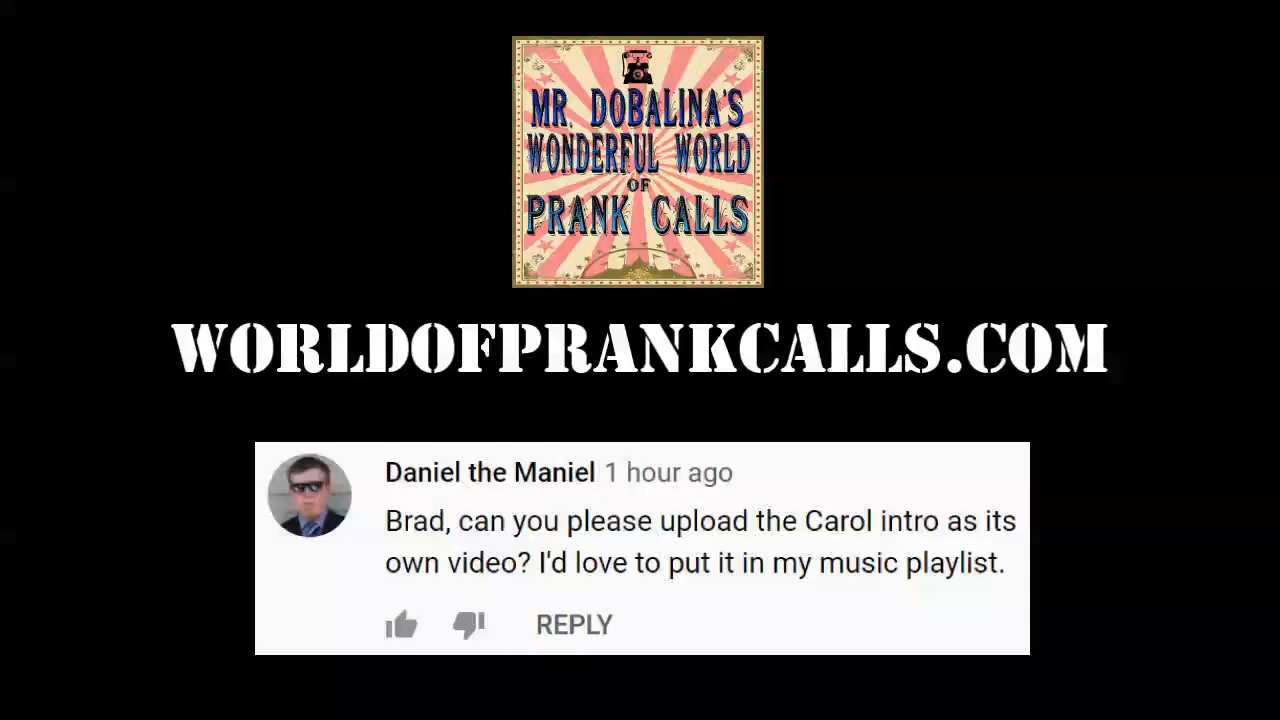 MR. DOBALINA'S
WONDERFUL WORLD
OF
PRANK CALLS
WORLDOFPRANKCALLS.COM
Daniel the Maniel 1 hour ago
Brad, can you please upload the Carol intro as its
own video? I'd love to put it in my music playlist.
REPLY